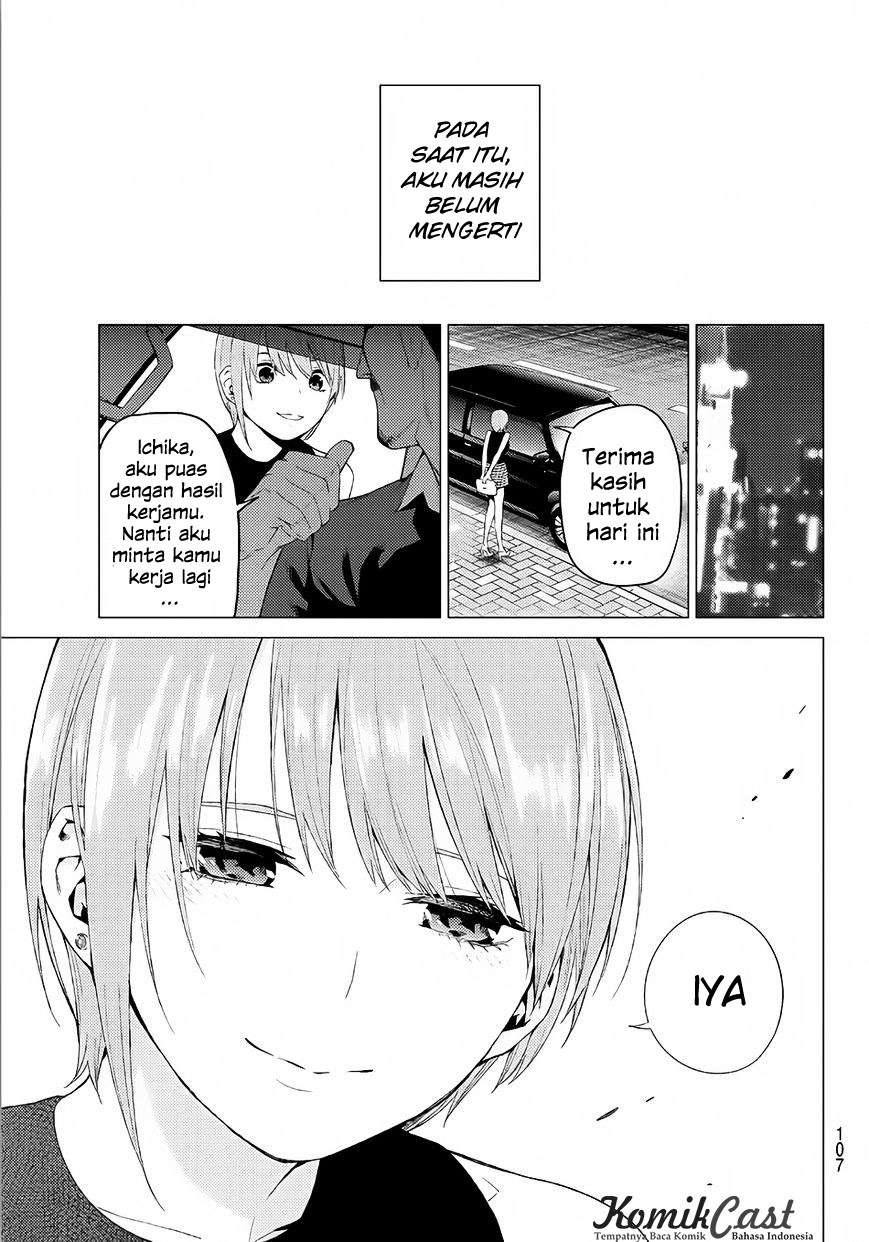 PADA
SAAT ITU,
AKU MASIH
BELUM
MENGERTI
Terima
kasih
untuk
hari ini
...
Ichika,
aku puas
dengan hasil
kerjamu.
Nanti aku
minta kamu
kerja lagi
...
IYA
107
KomikCast
Tempatnya Baca Komik Bahasa Indonesia